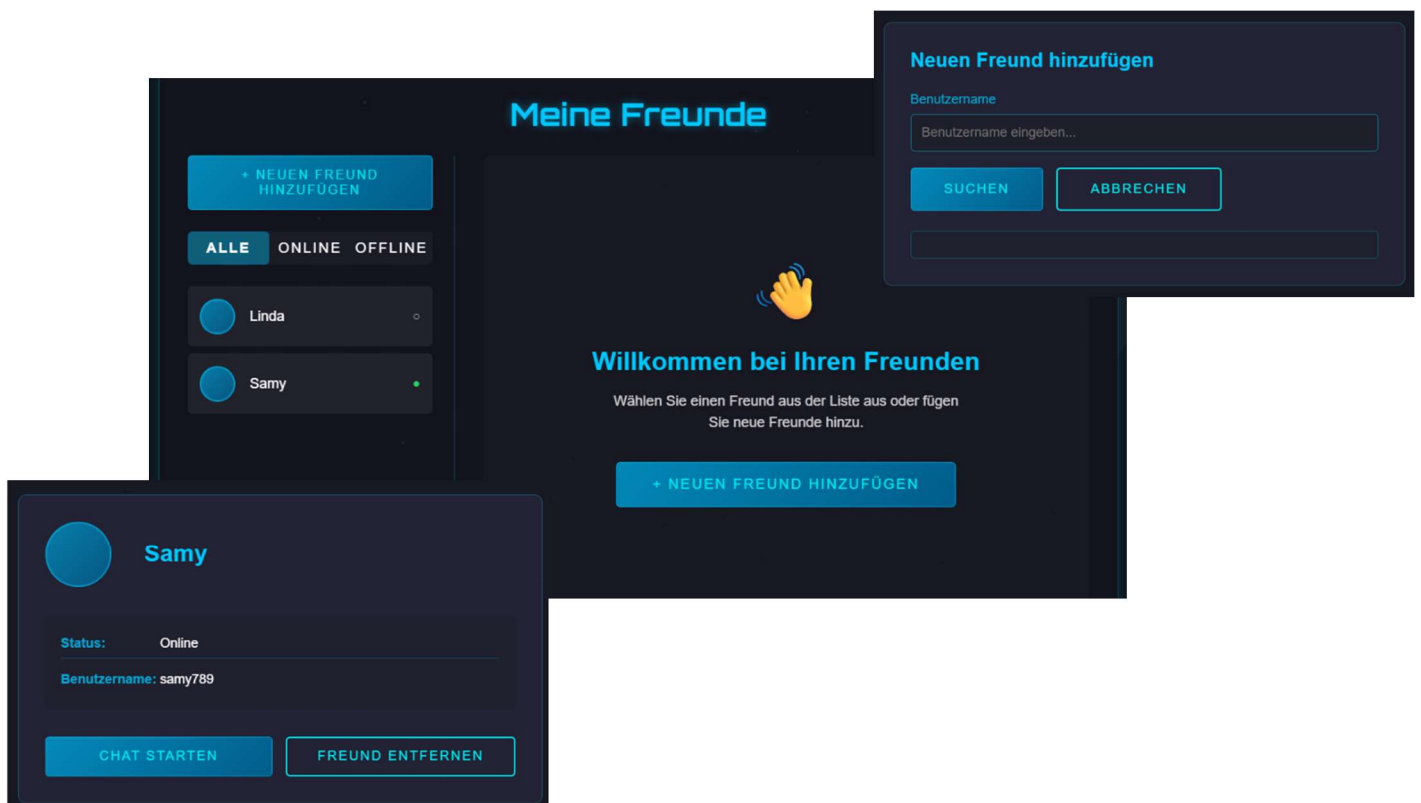 Meine Freunde
+ NEUEN FREUND
HINZUFÜGEN
ALLE ONLINE OFFLINE
Linda
Samy
Willkommen bei Ihren Freunden
Wählen Sie einen Freund aus der Liste aus oder fügen
Sie neue Freunde hinzu.
+ NEUEN FREUND HINZUFÜGEN
Neuen Freund hinzufügen
Benutzername
Benutzername eingeben...
SUCHEN ABBRECHEN
Samy
Status: Online
Benutzername: samy789
CHAT STARTEN FREUND ENTFERNEN